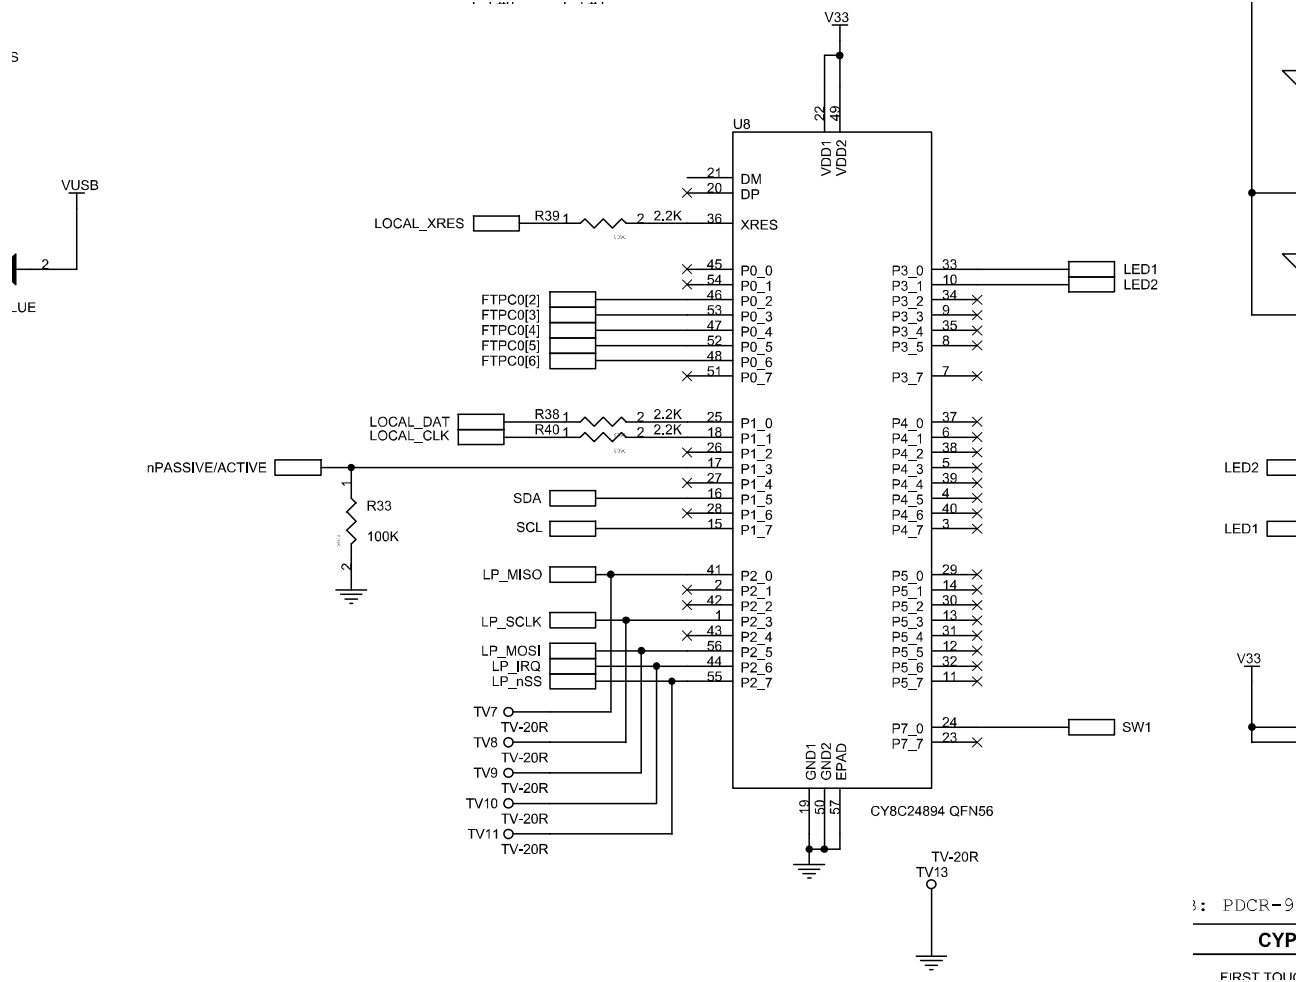 V33
S
22
49
U8
VDD1
VDD2
21
DM
VUSB
20
DP
LOCAL_XRES
R39
1
2
2.2K
36
XRES
2
45
P0_0
P3_0
33
LED1
54
P0_1
P3_1
10
LED2
FTPC0[2]
46
P0_2
P3_2
34
FTPC0[3]
53
P0_3
P3_3
9
FTPC0[4]
47
P0_4
P3_4
35
FTPC0[5]
52
P0_5
P3_5
8
FTPC0[6]
48
P0_6
51
P0_7
P3_7
7
LOCAL_DAT
R38
1
2
2.2K
25
P1_0
P4_0
37
LOCAL_CLK
R40
1
2
2.2K
18
P1_1
P4_1
6
26
P1_2
P4_2
38
nPASSIVE/ACTIVE
17
P1_3
P4_3
5
LED2
1
27
P1_4
P4_4
39
SDA
16
P1_5
P4_5
4
R33
28
P1_6
P4_6
40
SCL
15
P1_7
P4_7
3
LED1
100K
2
LP_MISO
41
P2_0
P5_0
29
2
P2_1
P5_1
14
42
P2_2
P5_2
30
LP_SCLK
1
P2_3
P5_3
13
43
P2_4
P5_4
31
LP_MOSI
56
P2_5
P5_5
12
LP_IRQ
44
P2_6
P5_6
32
V33
LP_nSS
55
P2_7
P5_7
11
TV7
TV-20R
P7_0
24
SW1
TV8
P7_7
23
TV-20R
TV9
GND1
GND2
EPAD
TV-20R
TV10
19
50
57
CY8C24894 QFN56
TV-20R
TV11
TV-20R
TV-20R
TV13
: PDCR-9
CYP
FIRST TOUC